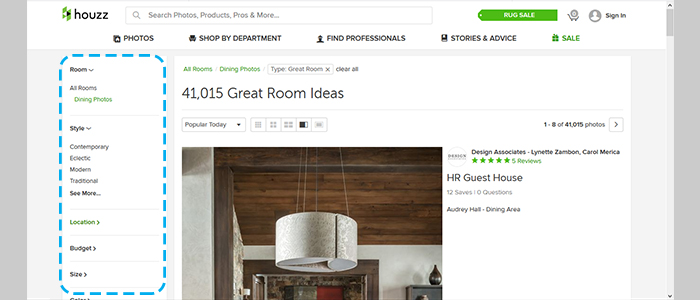 houzz
Search Photos, Products, Pros & More...
RUG SALE
0
Sign In
PHOTOS
SHOP BY DEPARTMENT
FIND PROFESSIONALS
STORIES & ADVICE
SALE
Room
All Rooms
Dining Photos
Style
Contemporary
Eclectic
Modern
Traditional
See More...
Location
Budget
Size
Color
All Rooms / Dining Photos / Type: Great Room × clear all
41,015 Great Room Ideas
Popular Today
1 - 8 of 41,015 photos
DESIGN
Design Associates - Lynette Zambon, Carol Merica
5 Reviews
HR Guest House
12 Saves | 0 Questions
Audrey Hall - Dining Area